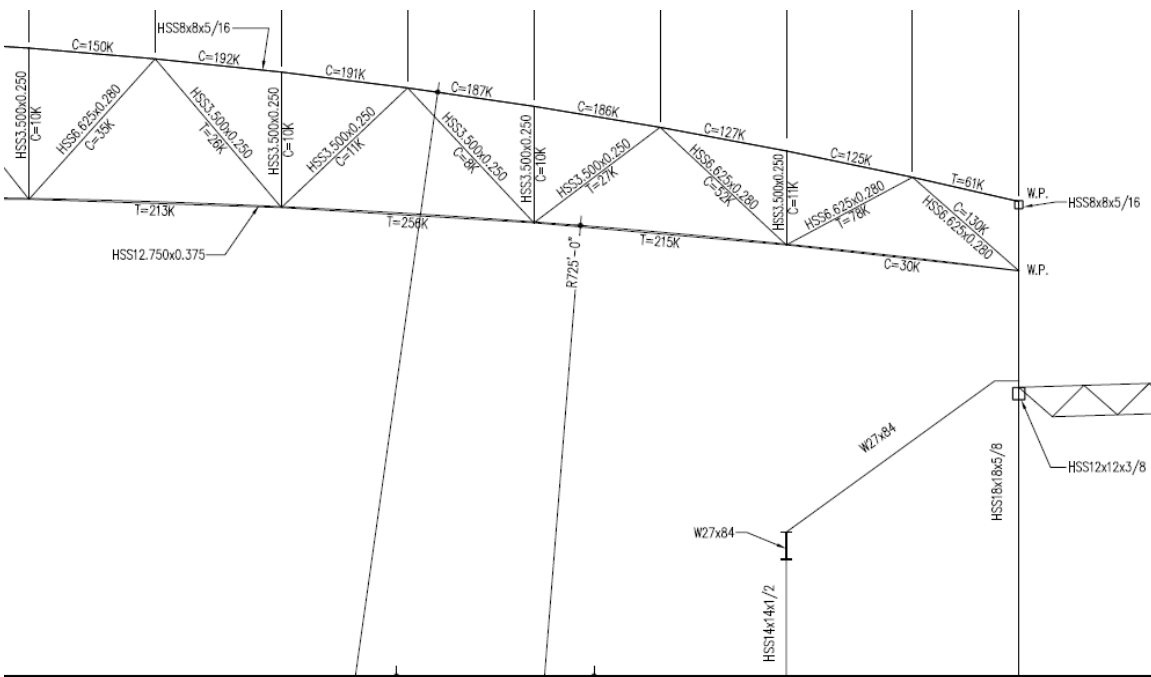 HSS8x8x5/16
C=150K
C=192K
C=191K
C=187K
C=186K
C=127K
C=125K
T=61K
W.P.
HSS8x8x5/16
HSS3.500x0.250
C=10K
HSS6.625x0.280
C=35K
HSS3.500x0.250
T=26K
HSS3.500x0.250
C=10K
HSS3.500x0.250
C=11K
HSS3.500x0.250
C=8K
HSS3.500x0.250
C=10K
HSS3.500x0.250
T=27K
HSS6.625x0.280
C=52K
HSS3.500x0.250
C=11K
HSS6.625x0.280
T=78K
C=130K
HSS6.625x0.280
T=213K
T=256K
T=215K
C=30K
W.P.
HSS12.750x0.375
R725'-0"
W27x84
HSS18x18x5/8
HSS12x12x3/8
W27x84
HSS14x14x1/2